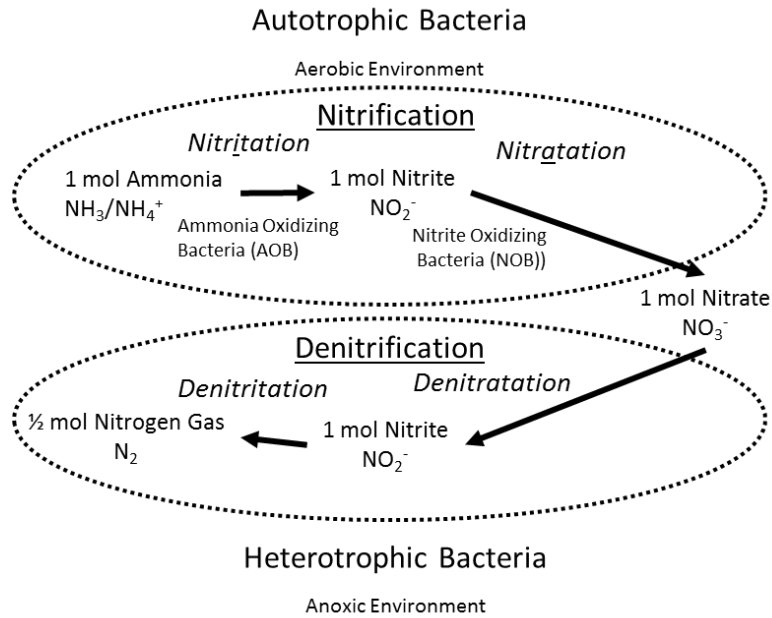 Autotrophic Bacteria
Aerobic Environment
Nitrification
Nitritation
Nitratation
1 mol Ammonia
NH₃/NH₄⁺
1 mol Nitrite
NO₂⁻
Ammonia Oxidizing
Bacteria (AOB)
Nitrite Oxidizing
Bacteria (NOB))
1 mol Nitrate
NO₃⁻
Denitrification
Denitritation
Denitratation
½ mol Nitrogen Gas
N₂
1 mol Nitrite
NO₂⁻
Heterotrophic Bacteria
Anoxic Environment